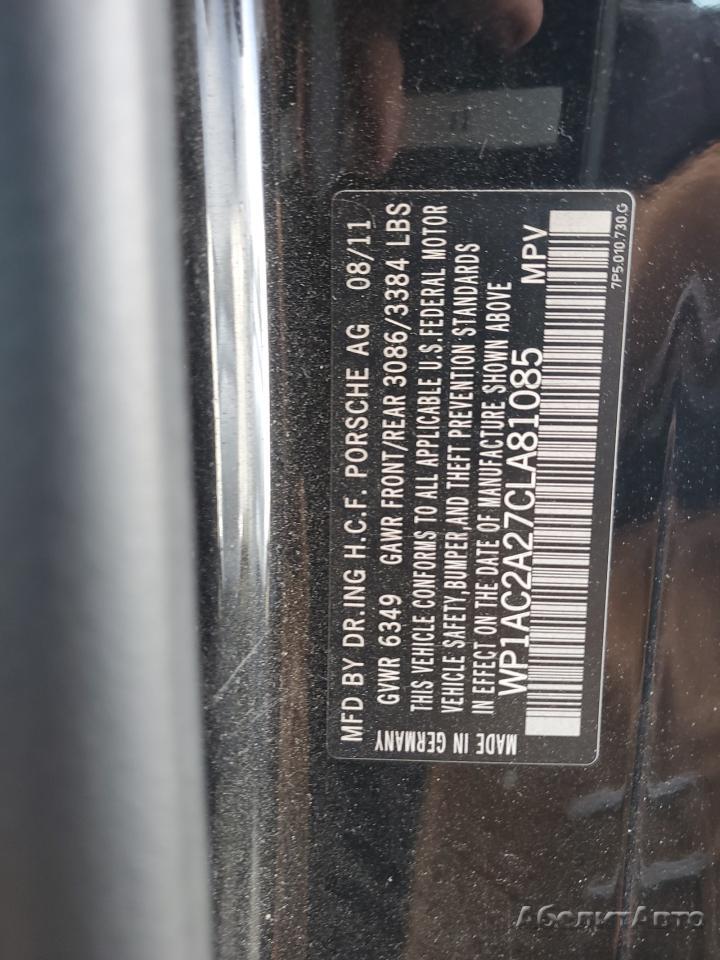 MFD BY DR.ING H.C.F. PORSCHE AG 08/11
GVWR 6349 GAWR FRONT/REAR 3086/3384 LBS
THIS VEHICLE CONFORMS TO ALL APPLICABLE U.S.FEDERAL MOTOR
VEHICLE SAFETY,BUMPER,AND THEFT PREVENTION STANDARDS
IN EFFECT ON THE DATE OF MANUFACTURE SHOWN ABOVE
WP1AC2A27CLA81085 MPV
MADE IN GERMANY
7P5.010.730.G
АбсолютАвто